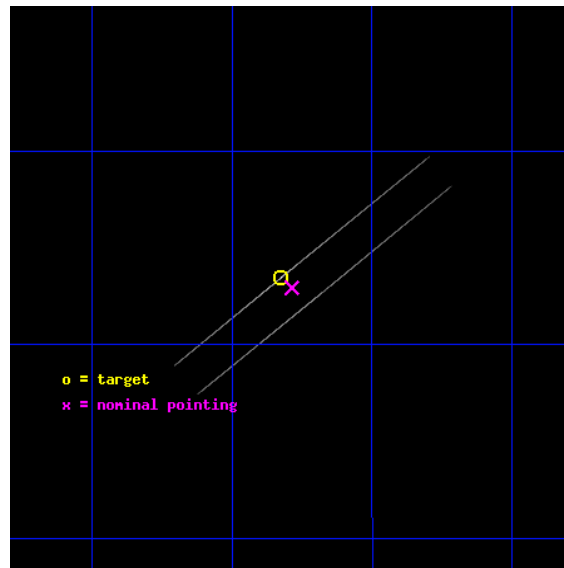 o = target
x = nominal pointing